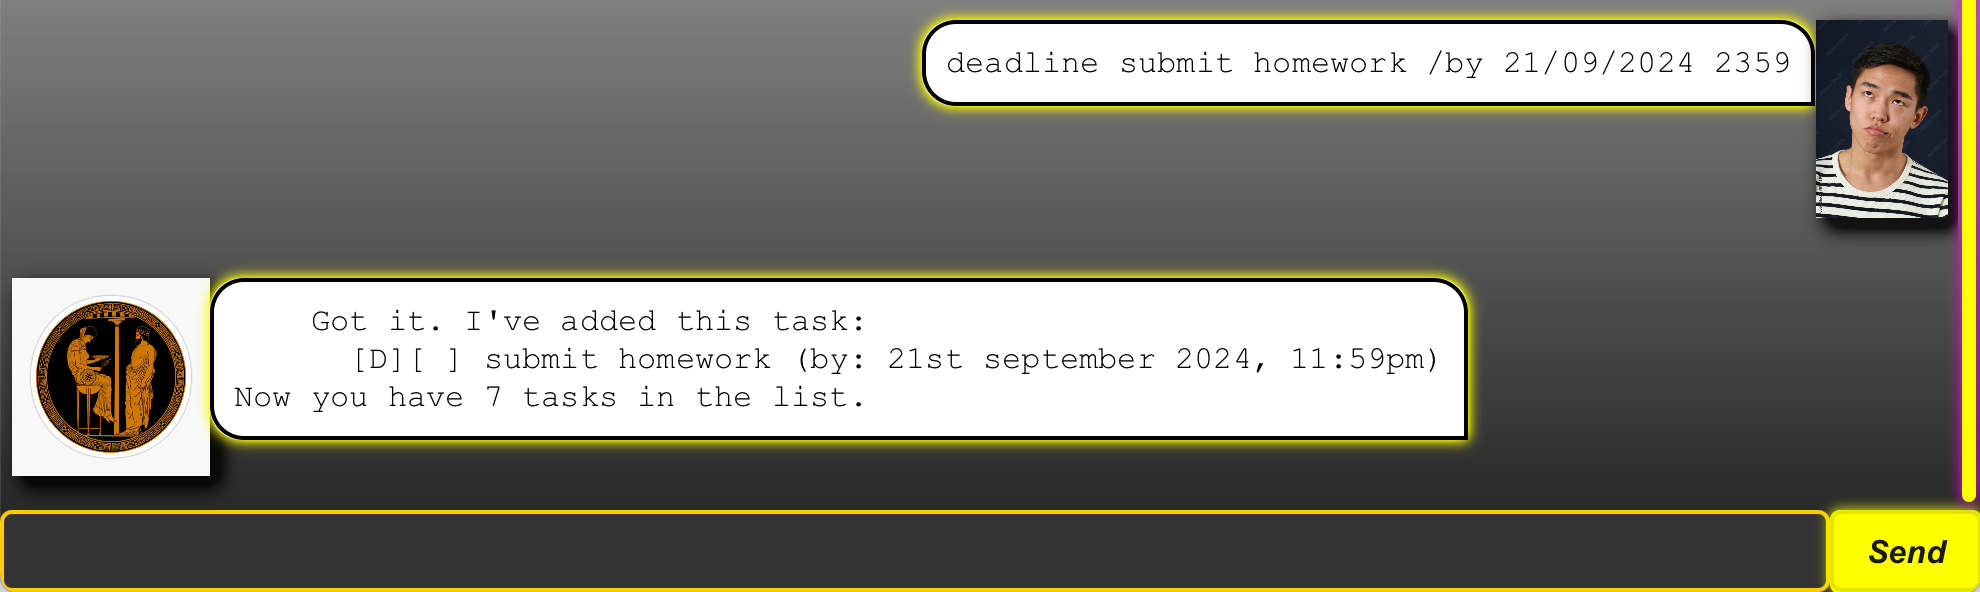 deadline submit homework /by 21/09/2024 2359
Got it. I've added this task:
[D][ ] submit homework (by: 21st september 2024, 11:59pm)
Now you have 7 tasks in the list.
Send